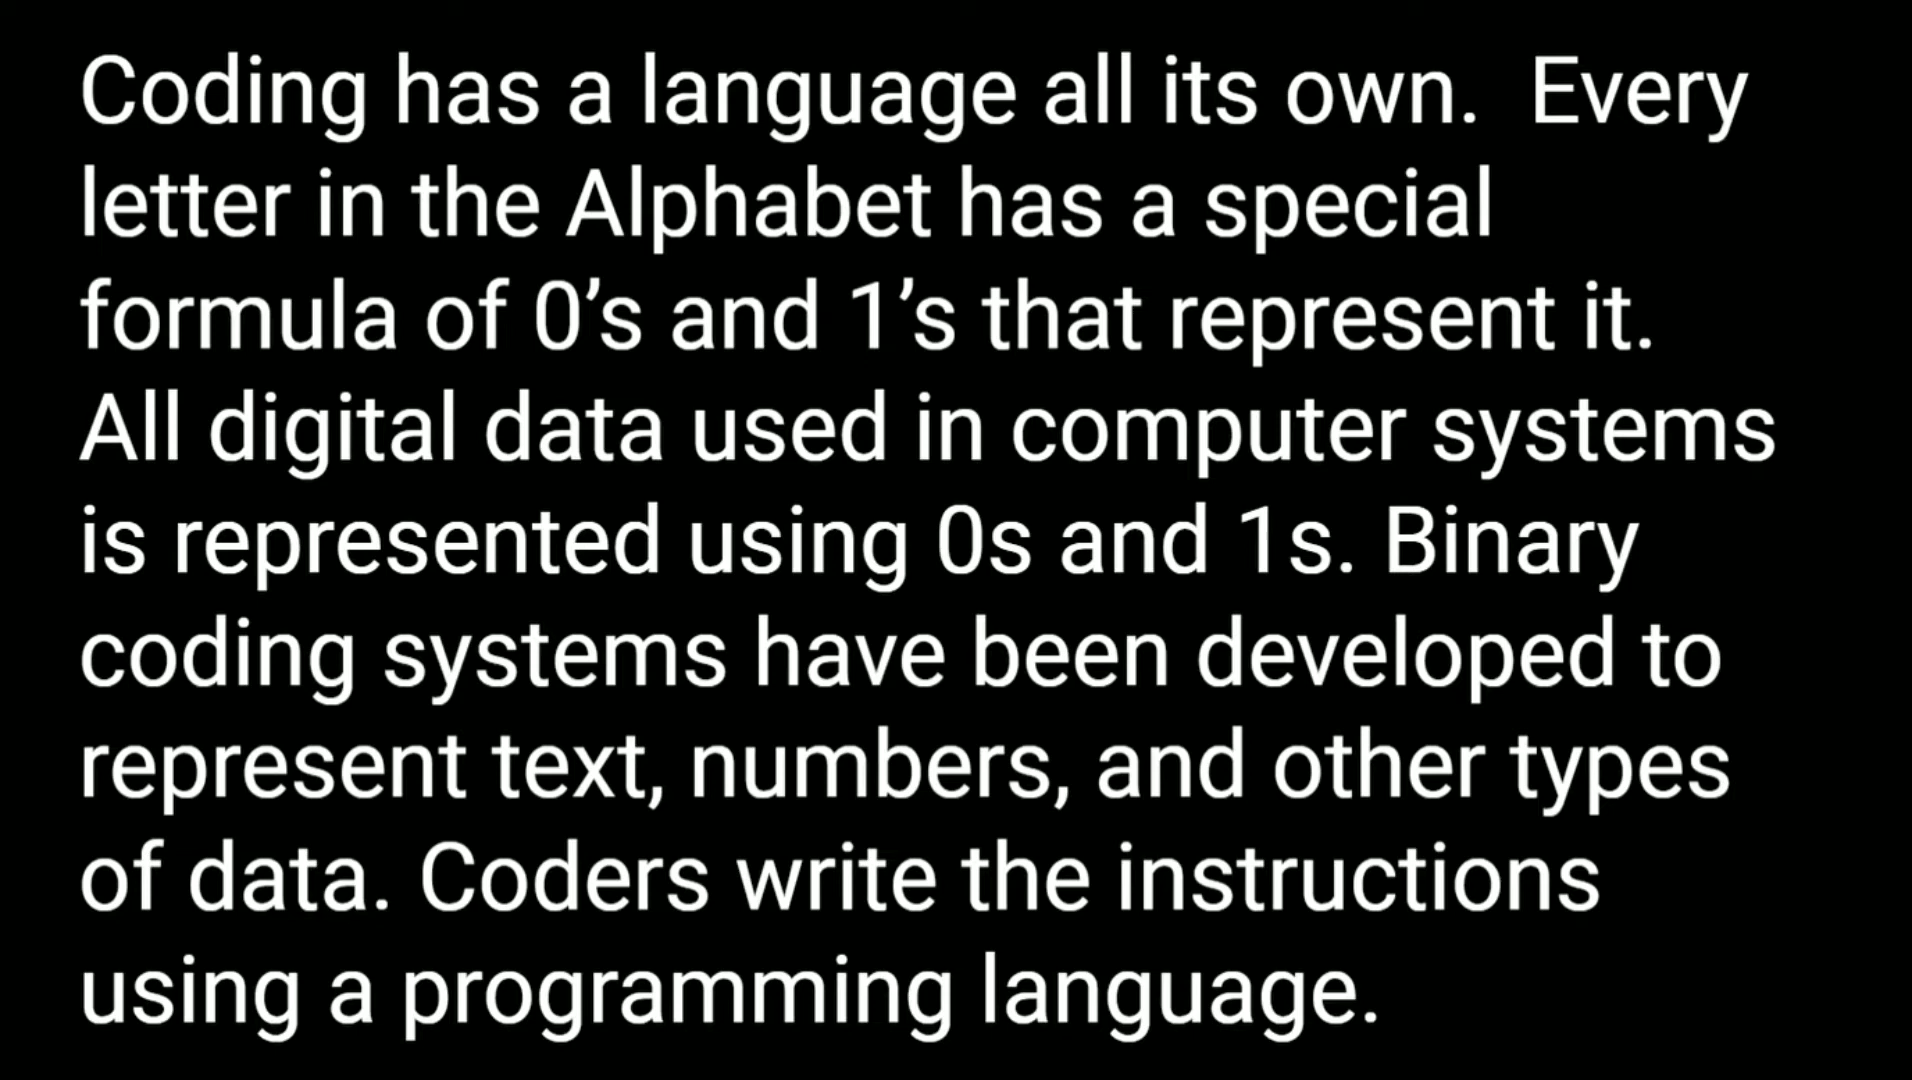 Coding has a language all its own.  Every
letter in the Alphabet has a special
formula of 0’s and 1’s that represent it.
All digital data used in computer systems
is represented using 0s and 1s. Binary
coding systems have been developed to
represent text, numbers, and other types
of data. Coders write the instructions
using a programming language.